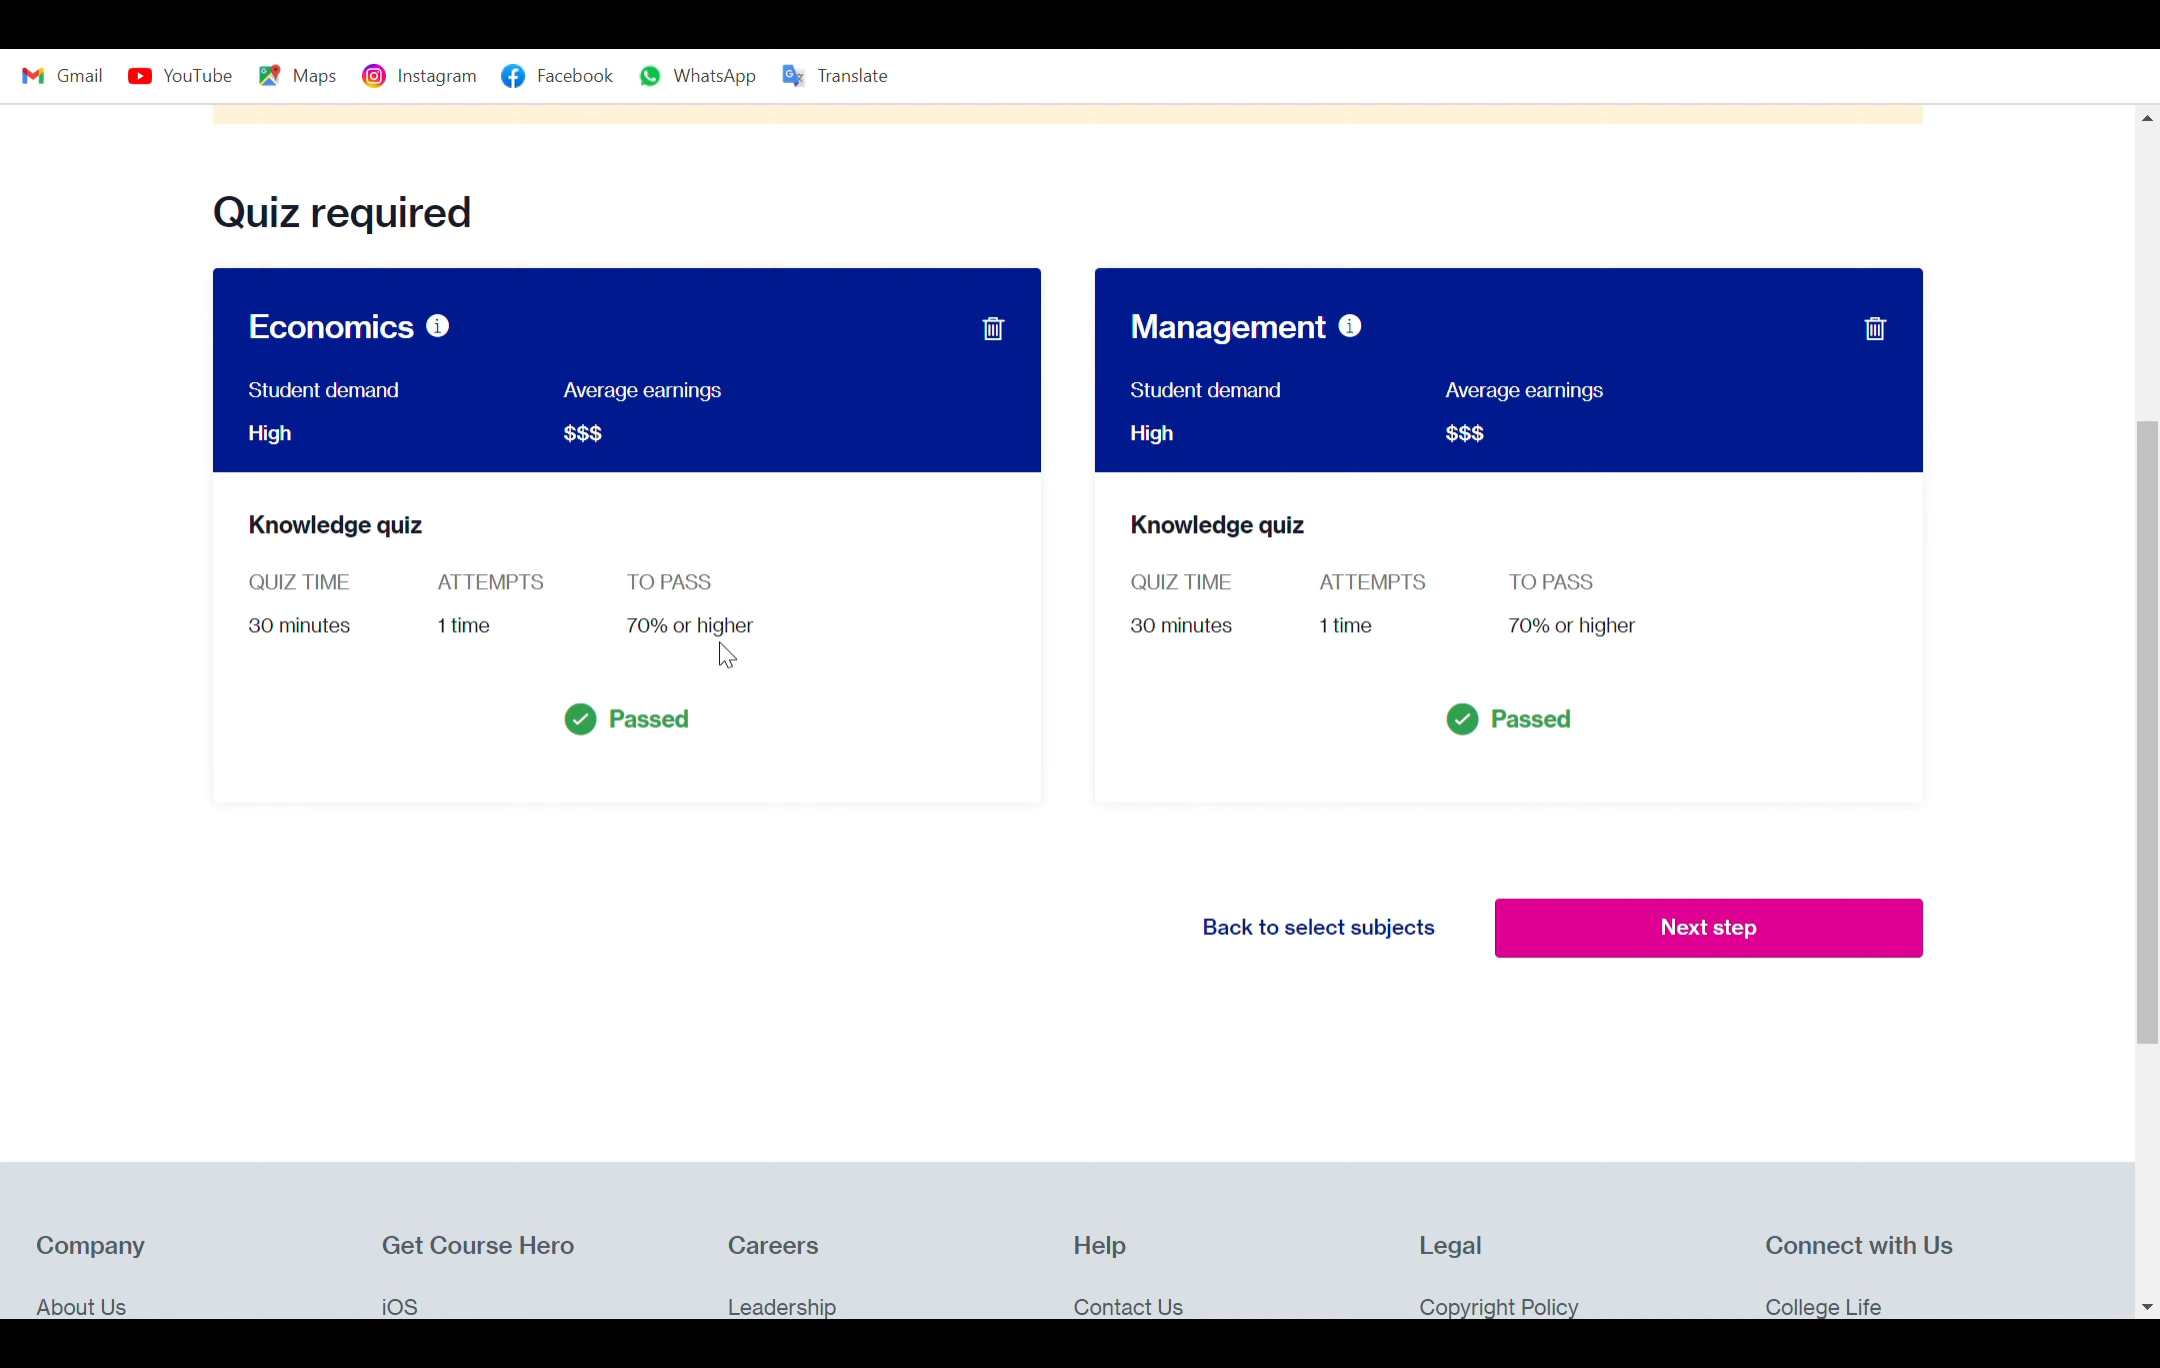 Gmail YouTube Maps Instagram Facebook WhatsApp Translate
Quiz required
Economics
Student demand Average earnings
High $$$
Knowledge quiz
QUIZ TIME ATTEMPTS TO PASS
30 minutes 1 time 70% or higher
Passed
Management
Student demand Average earnings
High $$$
Knowledge quiz
QUIZ TIME ATTEMPTS TO PASS
30 minutes 1 time 70% or higher
Passed
Back to select subjects Next step
Company Get Course Hero Careers Help Legal Connect with Us
About Us iOS Leadership Contact Us Copyright Policy College Life